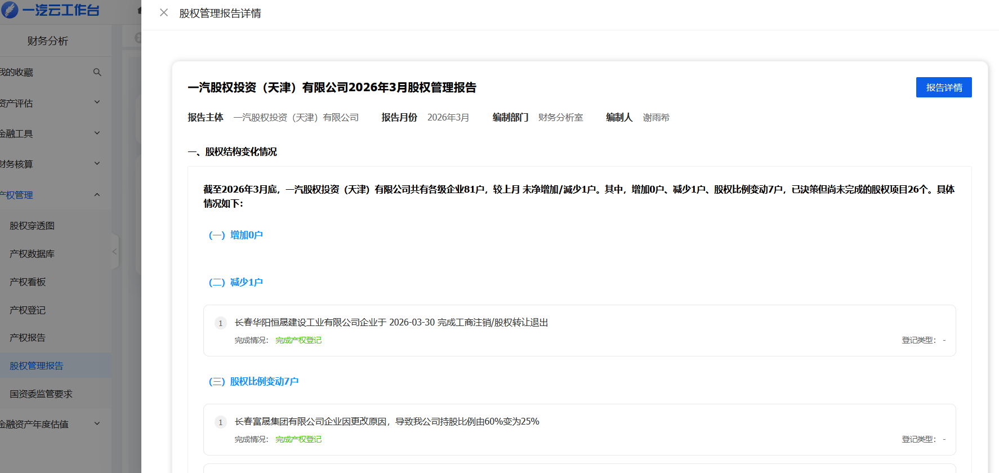 一汽云工作台
股权管理报告详情
财务分析
我的收藏
资产评估
金融工具
财务核算
产权管理
股权穿透图
产权数据库
产权看板
产权登记
产权报告
股权管理报告
国资委监管要求
金融资产年度估值
一汽股权投资（天津）有限公司2026年3月股权管理报告
报告详情
报告主体 一汽股权投资（天津）有限公司 报告月份 2026年3月 编制部门 财务分析室 编制人 谢雨希
一、股权结构变化情况
截至2026年3月底，一汽股权投资（天津）有限公司共有各级企业81户，较上月 未净增加/减少1户。其中，增加0户、减少1户、股权比例变动7户，已决策但尚未完成的股权项目26个。具体
情况如下：
（一）增加0户
（二）减少1户
1 长春华阳恒晟建设工业有限公司企业于 2026-03-30 完成工商注销/股权转让退出
完成情况： 完成产权登记 登记类型： -
（三）股权比例变动7户
1 长春富晟集团有限公司企业因更改原因，导致我公司持股比例由60%变为25%
完成情况： 完成产权登记 登记类型： -